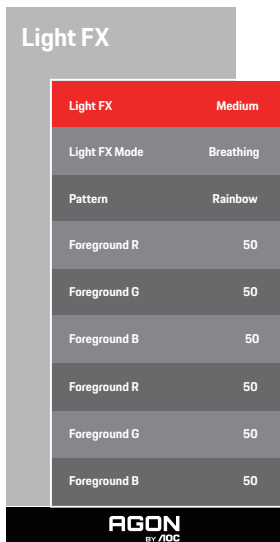 Light FX
Light FX Medium
Light FX Mode Breathing
Pattern Rainbow
Foreground R 50
Foreground G 50
Foreground B 50
Foreground R 50
Foreground G 50
Foreground B 50
AGON
BY AOC